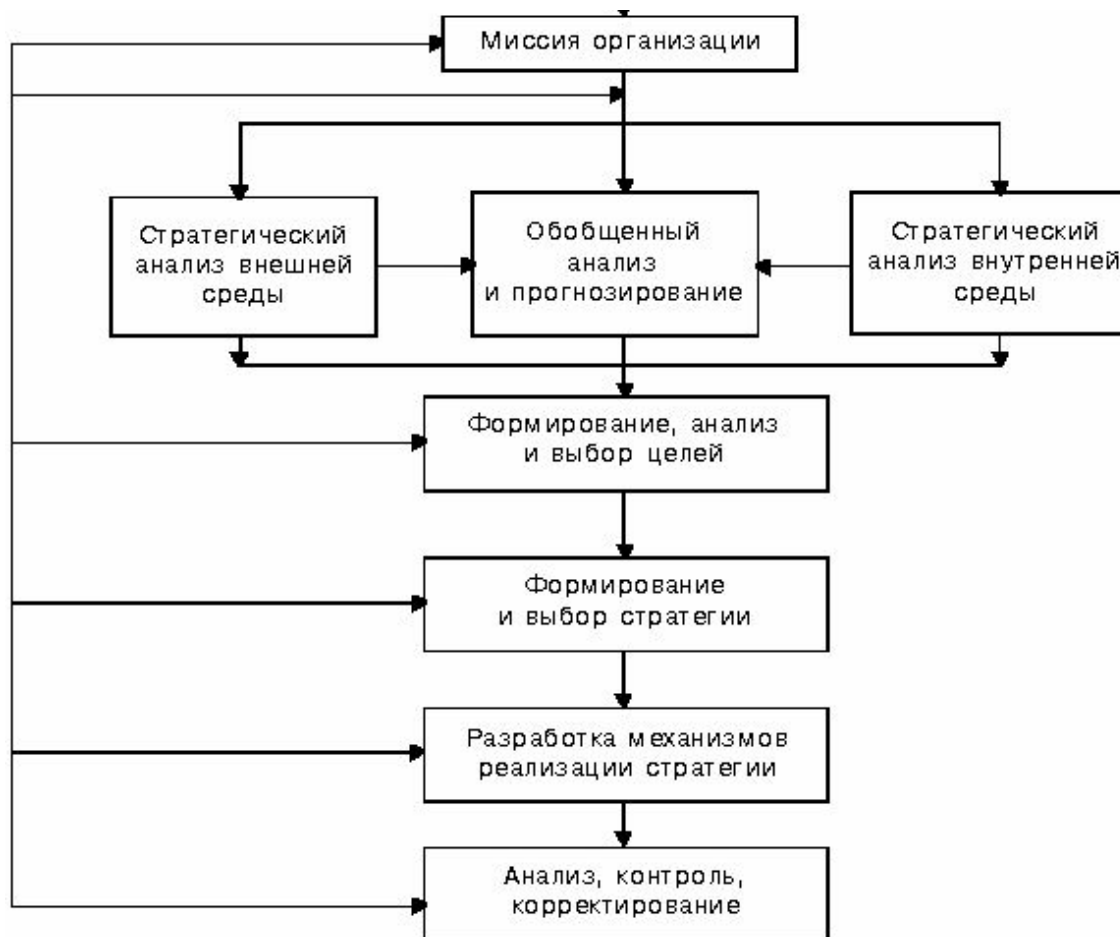 Миссия организации
Стратегический
анализ внешней
среды
Обобщенный
анализ
и прогнозирование
Стратегический
анализ внутренней
среды
Формирование, анализ
и выбор целей
Формирование
и выбор стратегии
Разработка механизмов
реализации стратегии
Анализ, контроль,
корректирование